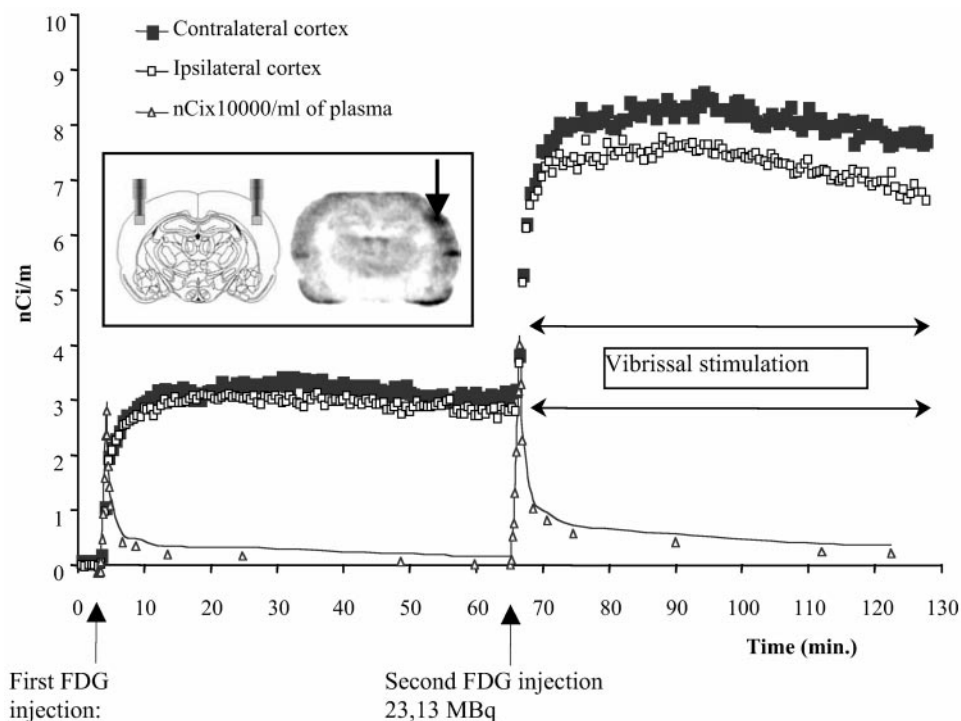 10
9
8
7
6
5
4
3
2
1
0
nCi/m
Contralateral cortex
Ipsilateral cortex
nCix10000/ml of plasma
Vibrissal stimulation
0 10 20 30 40 50 60 70 80 90 100 110 120 130
Time (min.)
First FDG
injection:
Second FDG injection
23,13 MBq